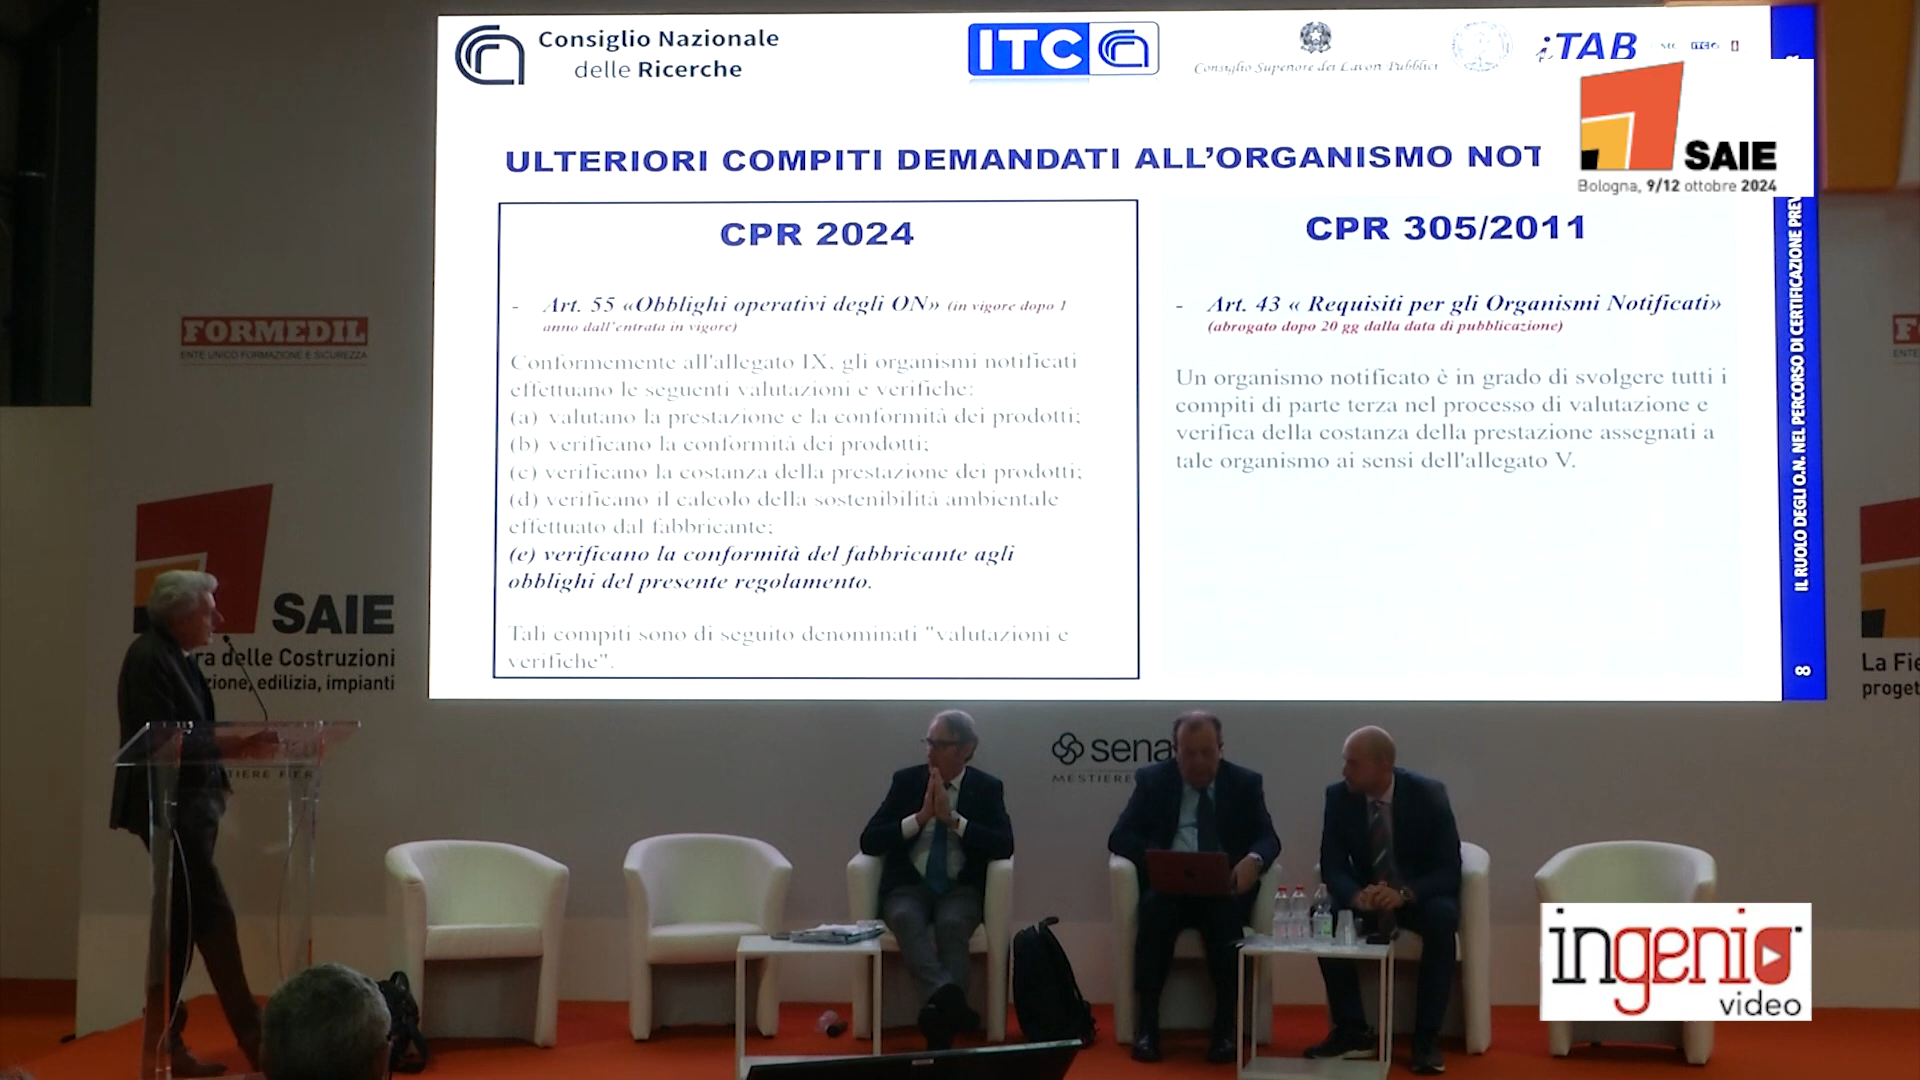 Consiglio Nazionale
delle Ricerche
ITC
Consiglio Superiore dei Lavori Pubblici
iTAB
STC ITC
SAIE
Bologna, 9/12 ottobre 2024
ULTERIORI COMPITI DEMANDATI ALL'ORGANISMO NOT
CPR 2024
- Art. 55 «Obblighi operativi degli ON» (in vigore dopo 1
anno dall'entrata in vigore)
Conformemente all'allegato IX, gli organismi notificati
effettuano le seguenti valutazioni e verifiche:
(a) valutano la prestazione e la conformità dei prodotti;
(b) verificano la conformità dei prodotti;
(c) verificano la costanza della prestazione dei prodotti;
(d) verificano il calcolo della sostenibilità ambientale
effettuato dal fabbricante;
(e) verificano la conformità del fabbricante agli
obblighi del presente regolamento.
Tali compiti sono di seguito denominati "valutazioni e
verifiche".
CPR 305/2011
- Art. 43 « Requisiti per gli Organismi Notificati»
(abrogato dopo 20 gg dalla data di pubblicazione)
Un organismo notificato è in grado di svolgere tutti i
compiti di parte terza nel processo di valutazione e
verifica della costanza della prestazione assegnati a
tale organismo ai sensi dell'allegato V.
IL RUOLO DEGLI O.N. NEL PERCORSO DI CERTIFICAZIONE PREV
8
FORMEDIL
ENTE UNICO FORMAZIONE E SICUREZZA
SAIE
ra delle Costruzioni
zione, edilizia, impianti
F
ENTE
La Fie
proget
sena
MESTIERE
STIERE FIER
ingenio
video